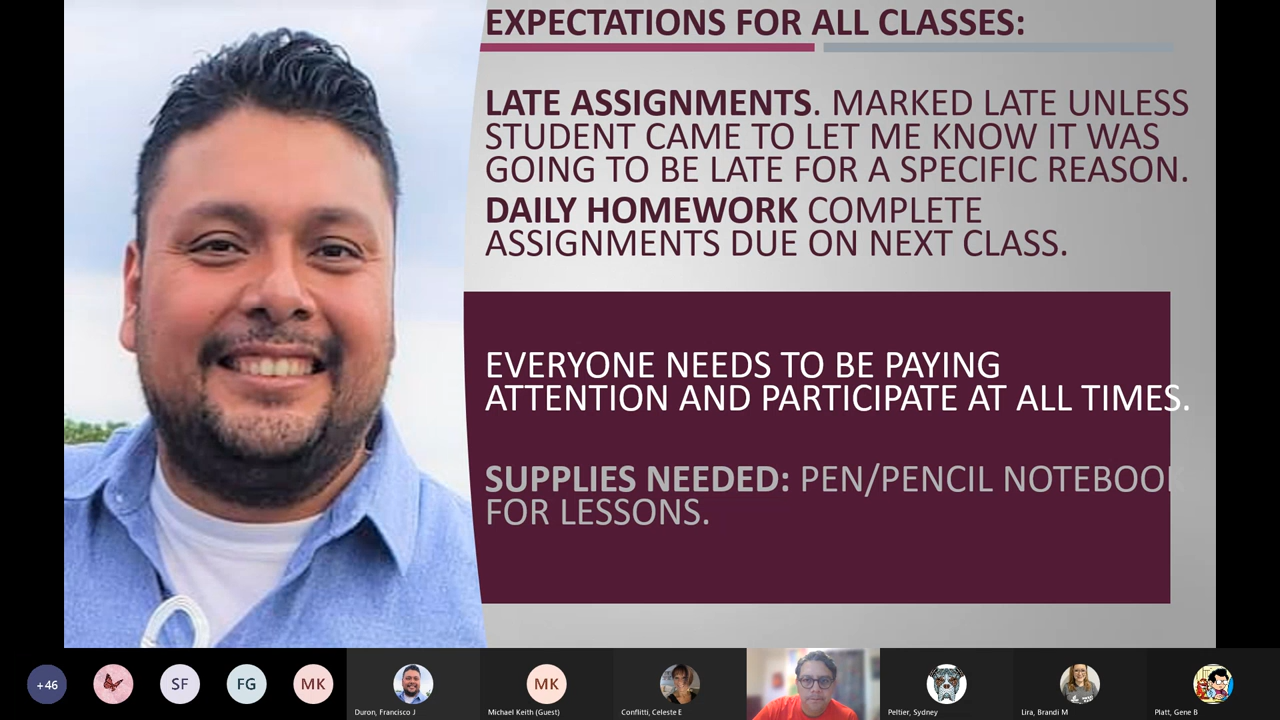 EXPECTATIONS FOR ALL CLASSES:
LATE ASSIGNMENTS. MARKED LATE UNLESS
STUDENT CAME TO LET ME KNOW IT WAS
GOING TO BE LATE FOR A SPECIFIC REASON.
DAILY HOMEWORK COMPLETE
ASSIGNMENTS DUE ON NEXT CLASS.
EVERYONE NEEDS TO BE PAYING
ATTENTION AND PARTICIPATE AT ALL TIMES.
SUPPLIES NEEDED: PEN/PENCIL NOTEBOOK
FOR LESSONS.
+46 SF FG MK MK
Duron, Francisco J Michael Keith (Guest) Conflitti, Celeste E Peltier, Sydney Lira, Brandi M Platt, Gene B